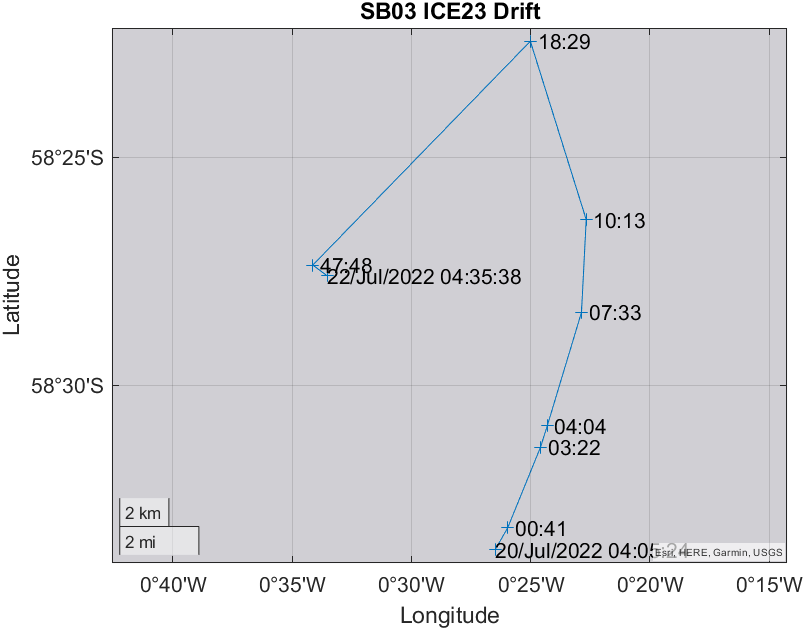 SB03 ICE23 Drift
18:29
58°25'S
10:13
47:48
22/Jul/2022 04:35:38
07:33
Latitude
58°30'S
04:04
03:22
2 km
00:41
2 mi
20/Jul/2022 04:05:24
Esri, HERE, Garmin, USGS
0°40'W 0°35'W 0°30'W 0°25'W 0°20'W 0°15'W
Longitude